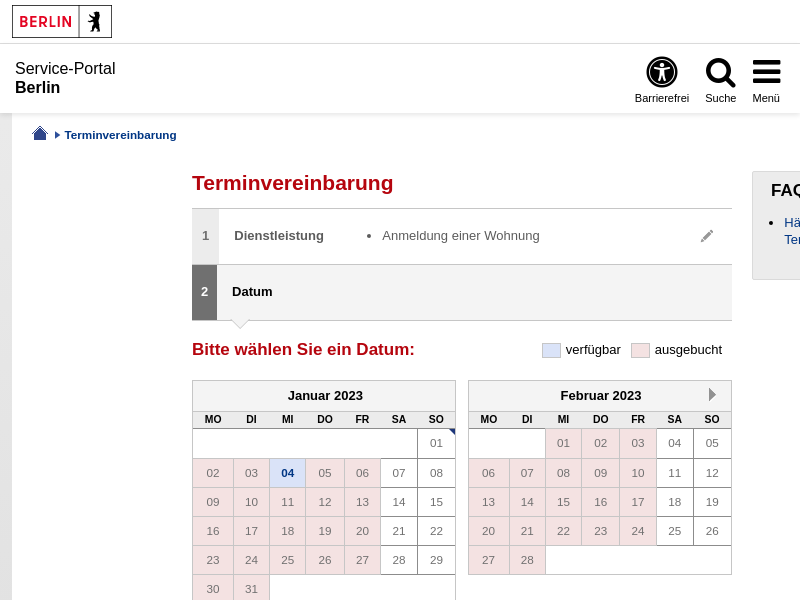 BERLIN
Service-Portal
Berlin
Barrierefrei Suche Menü
Terminvereinbarung
Terminvereinbarung
1 Dienstleistung • Anmeldung einer Wohnung
2 Datum
Bitte wählen Sie ein Datum:
verfügbar ausgebucht
Januar 2023
MO DI MI DO FR SA SO
01
02 03 04 05 06 07 08
09 10 11 12 13 14 15
16 17 18 19 20 21 22
23 24 25 26 27 28 29
30 31
Februar 2023
MO DI MI DO FR SA SO
01 02 03 04 05
06 07 08 09 10 11 12
13 14 15 16 17 18 19
20 21 22 23 24 25 26
27 28
FAQ